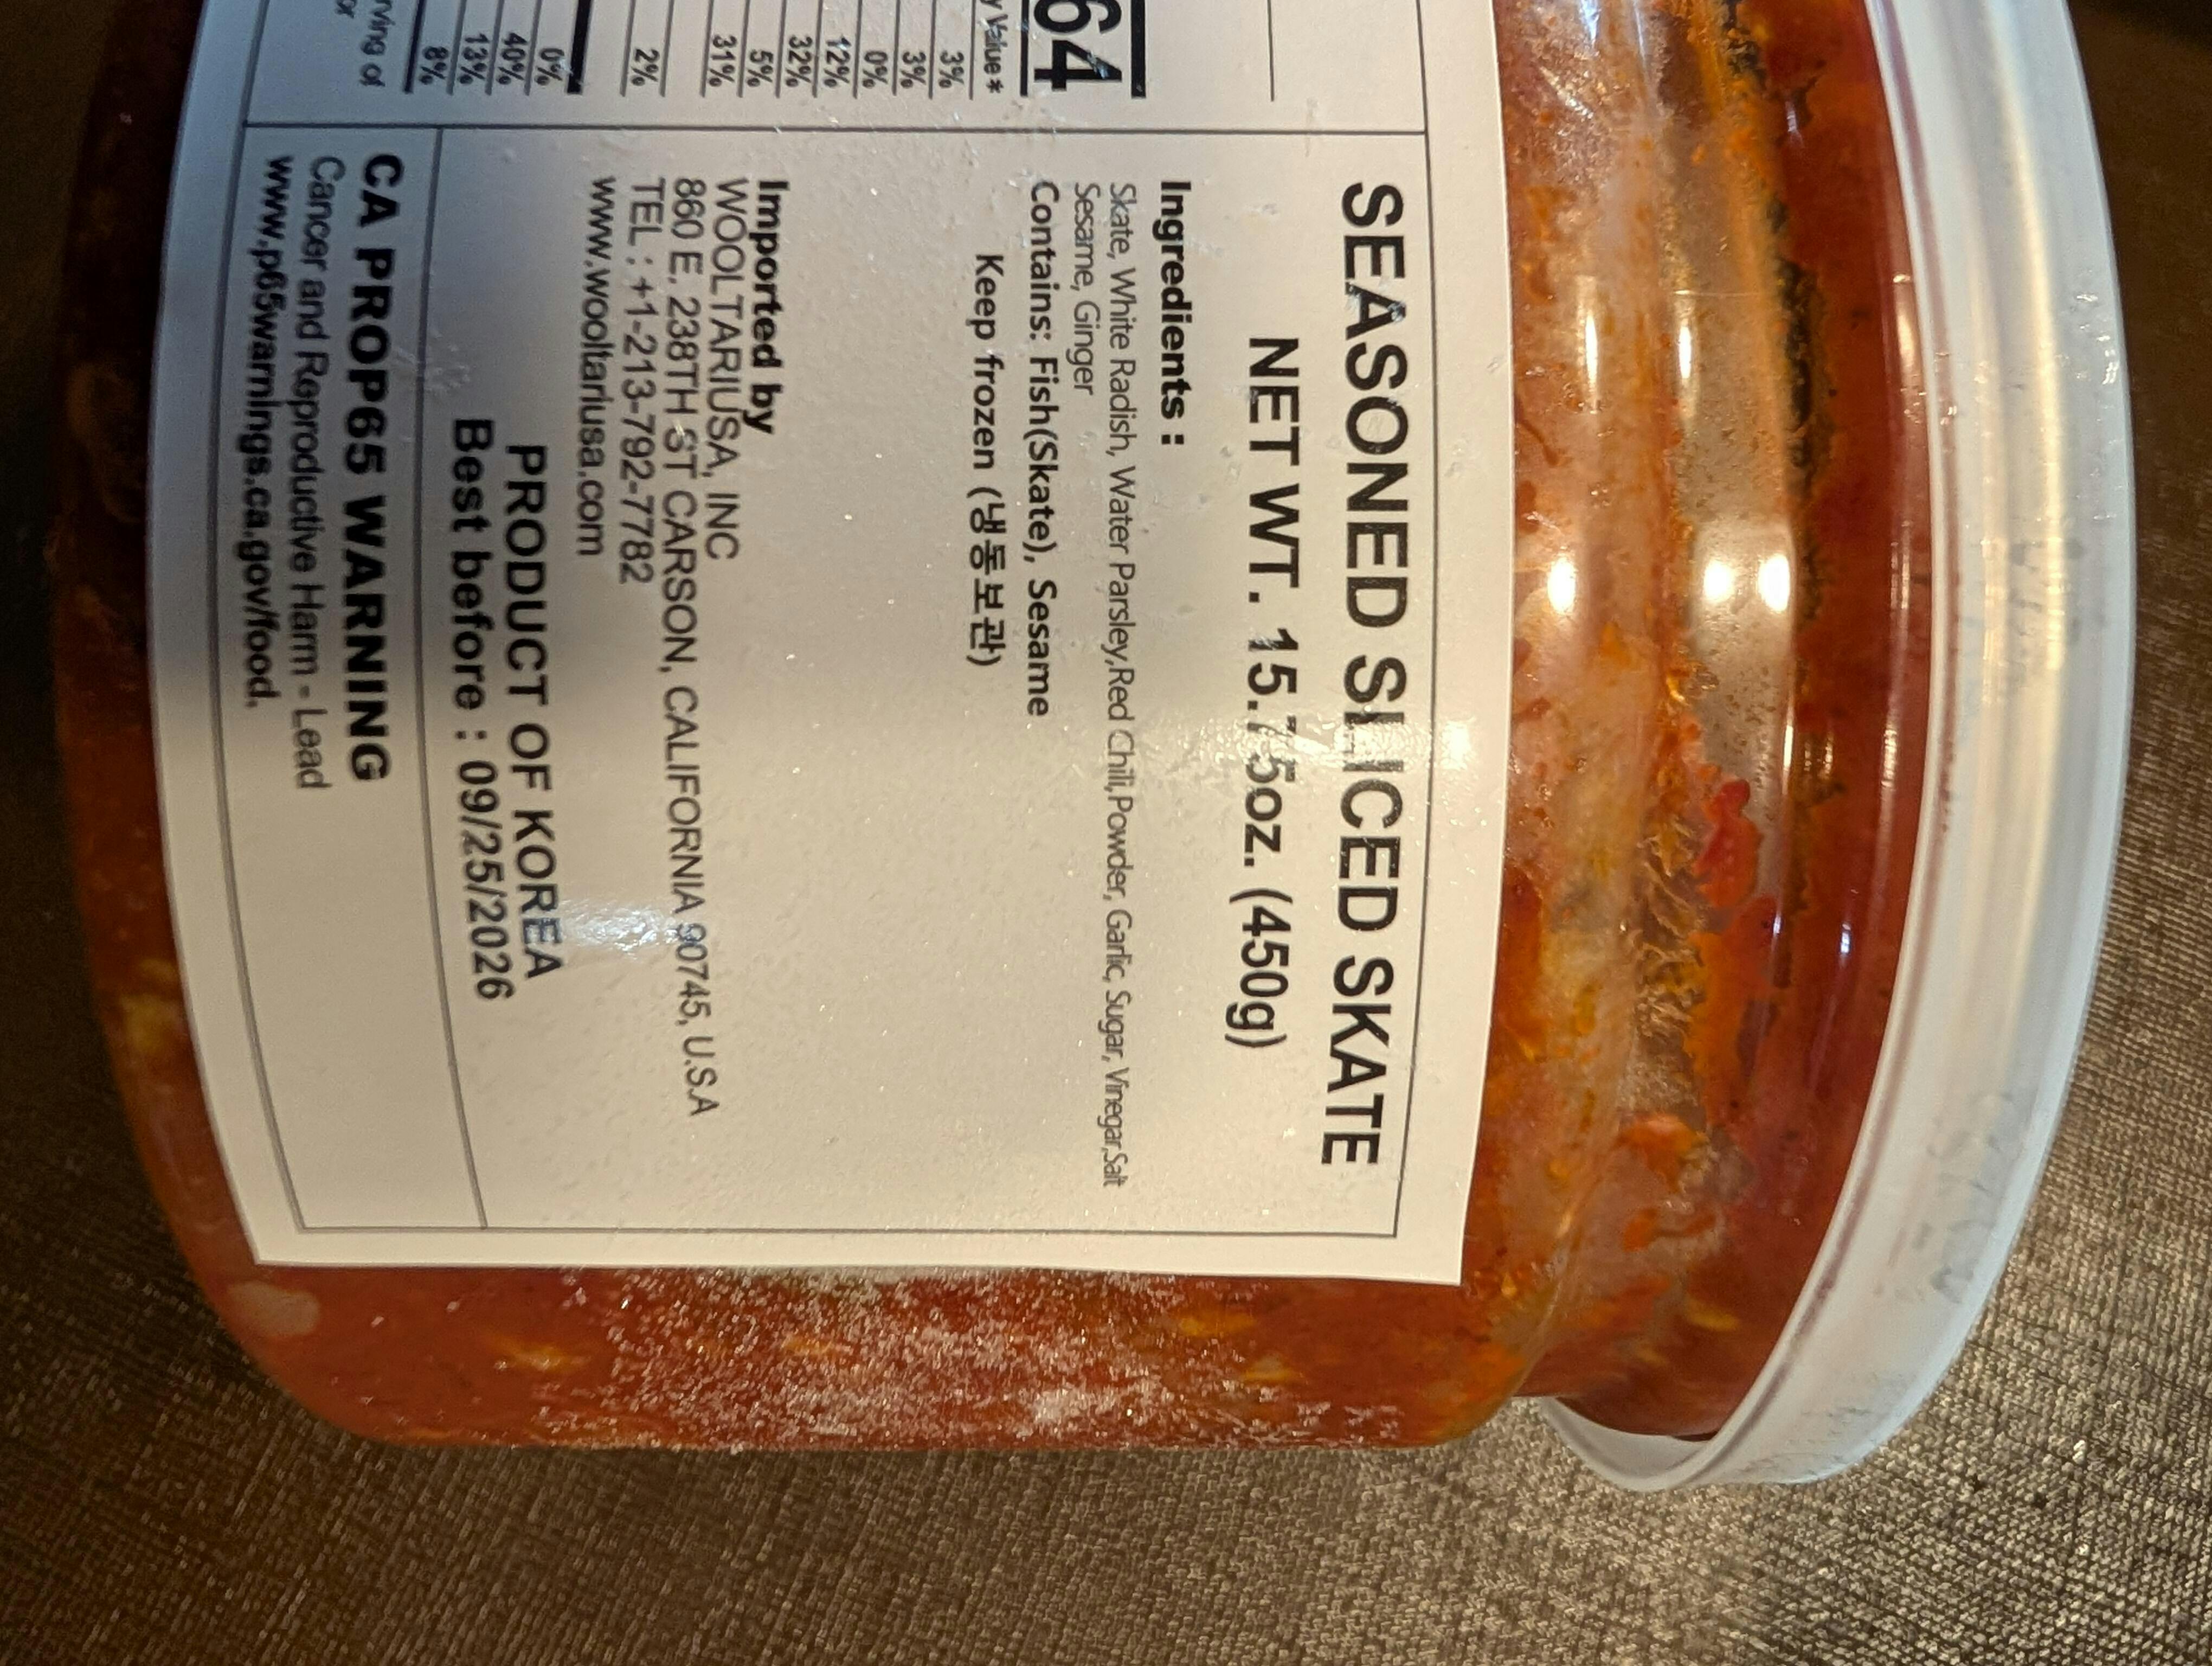 64
y Value*
3%
3%
0%
12%
32%
5%
31%
2%
0%
40%
13%
8%
rving of
or
SEASONED SLICED SKATE
NET WT. 15.75oz. (450g)
Ingredients :
Skate, White Radish, Water Parsley,Red Chili,Powder, Garlic, Sugar, Vinegar,Salt
Sesame, Ginger
Contains: Fish(Skate), Sesame
Keep frozen (냉동보관)
Imported by
WOOLTARIUSA, INC
860 E. 238TH ST CARSON, CALIFORNIA 90745, U.S.A
TEL : +1-213-792-7782
www.wooltariusa.com
PRODUCT OF KOREA
Best before : 09/25/2026
CA PROP65 WARNING
Cancer and Reproductive Harm - Lead
www.p65warnings.ca.gov/food.